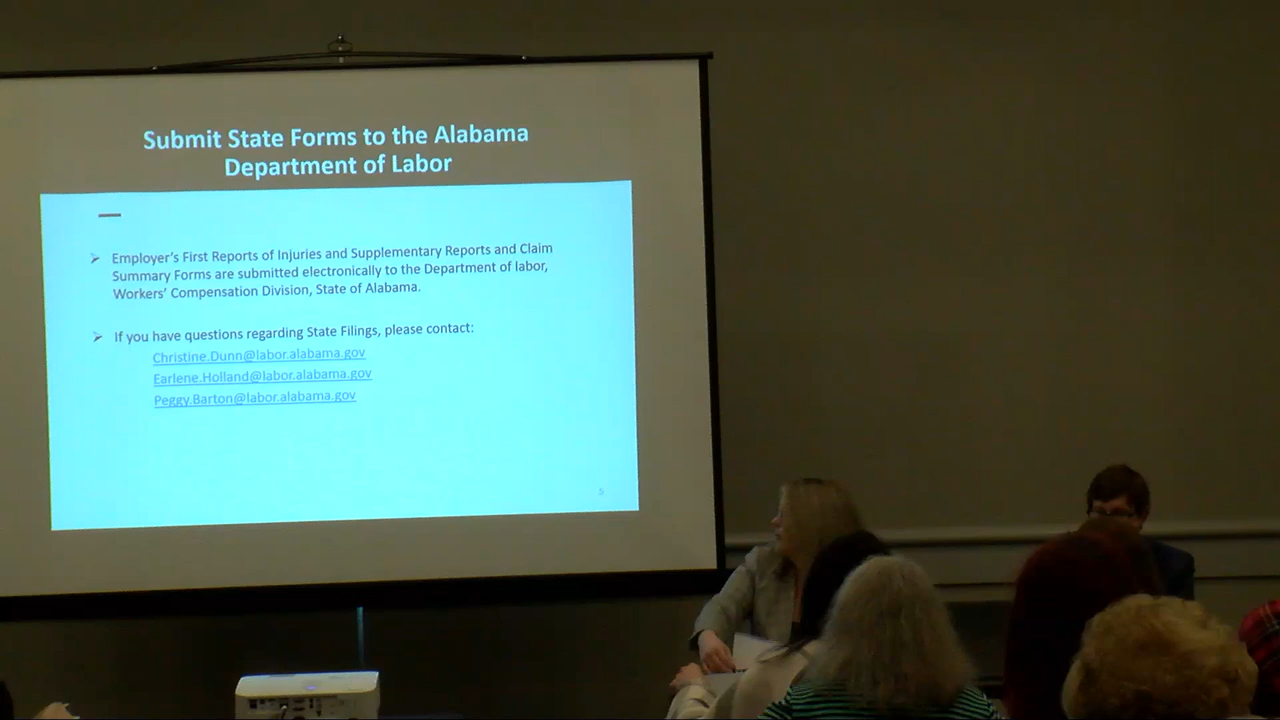 Submit State Forms to the Alabama
Department of Labor
➢ Employer's First Reports of Injuries and Supplementary Reports and Claim
Summary Forms are submitted electronically to the Department of labor,
Workers' Compensation Division, State of Alabama.
➢ If you have questions regarding State Filings, please contact:
Christine.Dunn@labor.alabama.gov
Earlene.Holland@labor.alabama.gov
Peggy.Barton@labor.alabama.gov
5